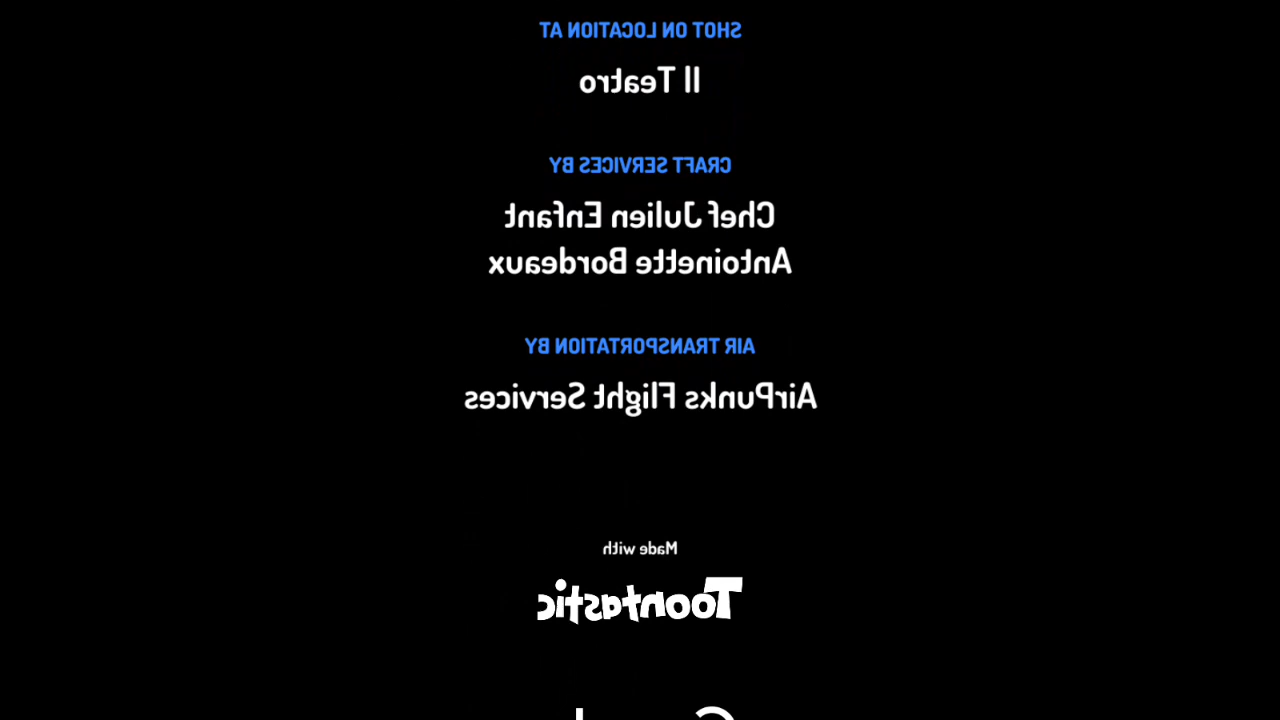 SHOT ON LOCATION AT
Il Teatro
CRAFT SERVICES BY
Chef Julien Enfant
Antoinette Bordeaux
AIR TRANSPORTATION BY
AirPunks Flight Services
Made with
Toontastic